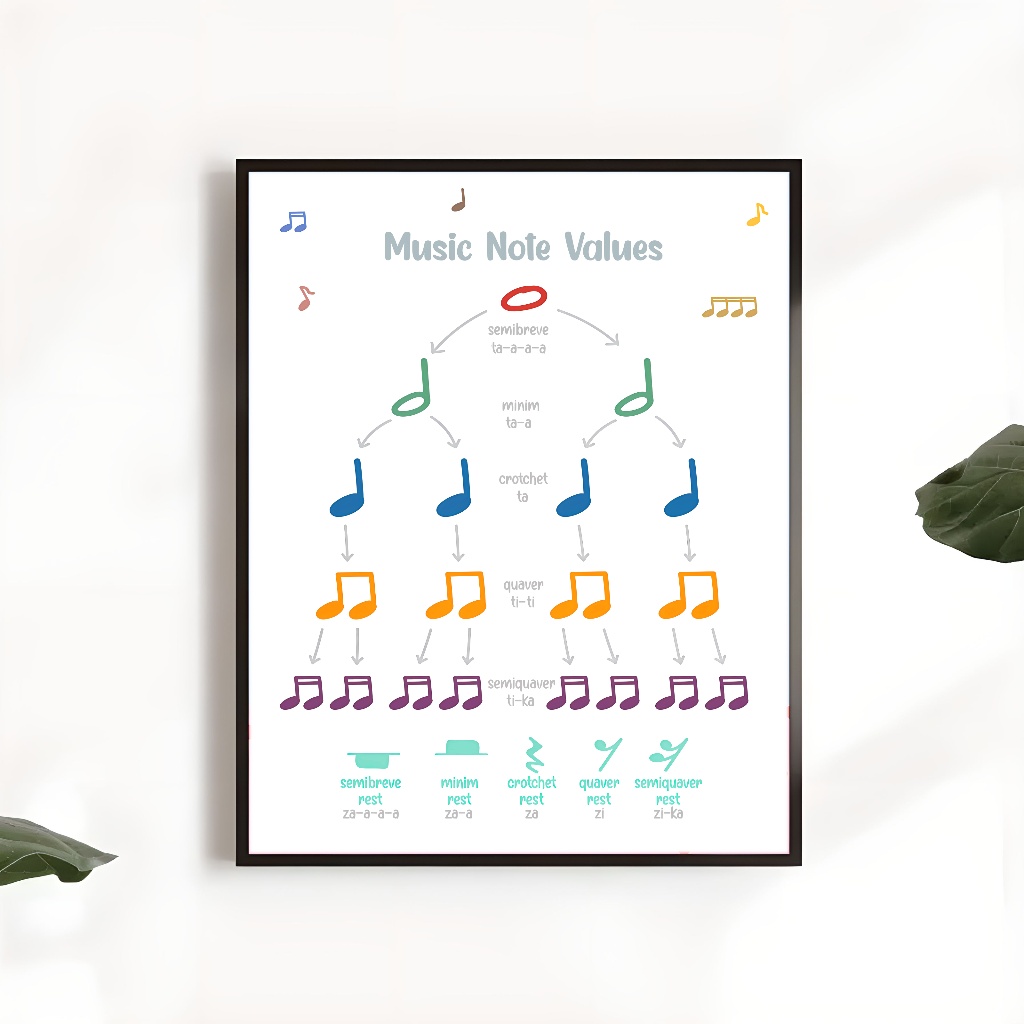 Music Note Values
semibreve
ta-a-a-a
minim
ta-a
crotchet
ta
quaver
ti-ti
semiquaver
ti-ka
semibreve
rest
za-a-a-a
minim
rest
za-a
crotchet
rest
za
quaver
rest
zi
semiquaver
rest
zi-ka